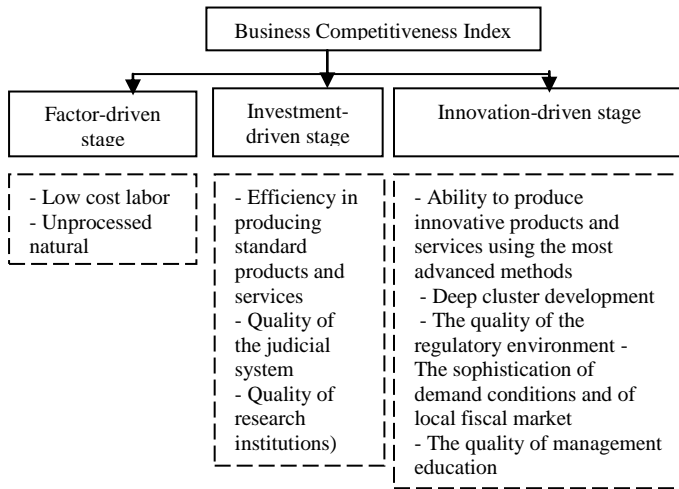 Business Competitiveness Index
Factor-driven
stage
Investment-
driven stage
Innovation-driven stage
- Low cost labor
- Unprocessed
natural
- Efficiency in
producing
standard
products and
services
- Quality of
the judicial
system
- Quality of
research
institutions)
- Ability to produce
innovative products and
services using the most
advanced methods
- Deep cluster development
- The quality of the
regulatory environment -
The sophistication of
demand conditions and of
local fiscal market
- The quality of management
education